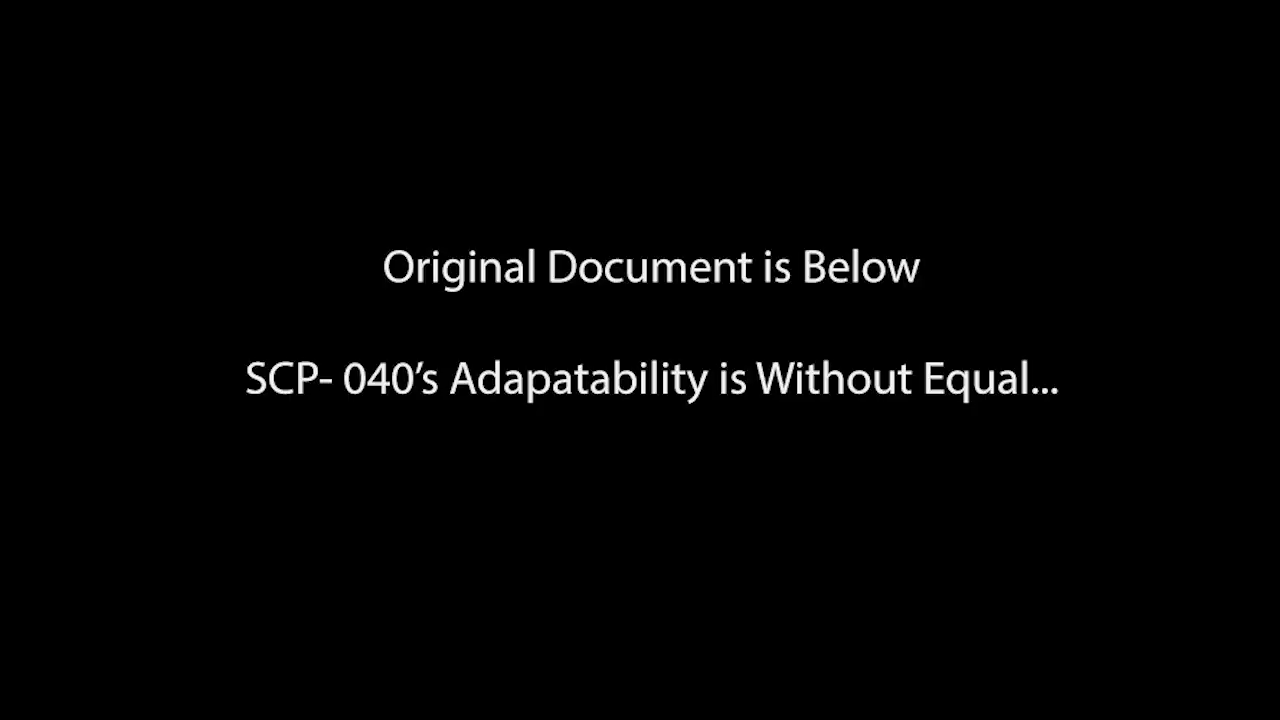 Original Document is Below
SCP- 040’s Adapatability is Without Equal...